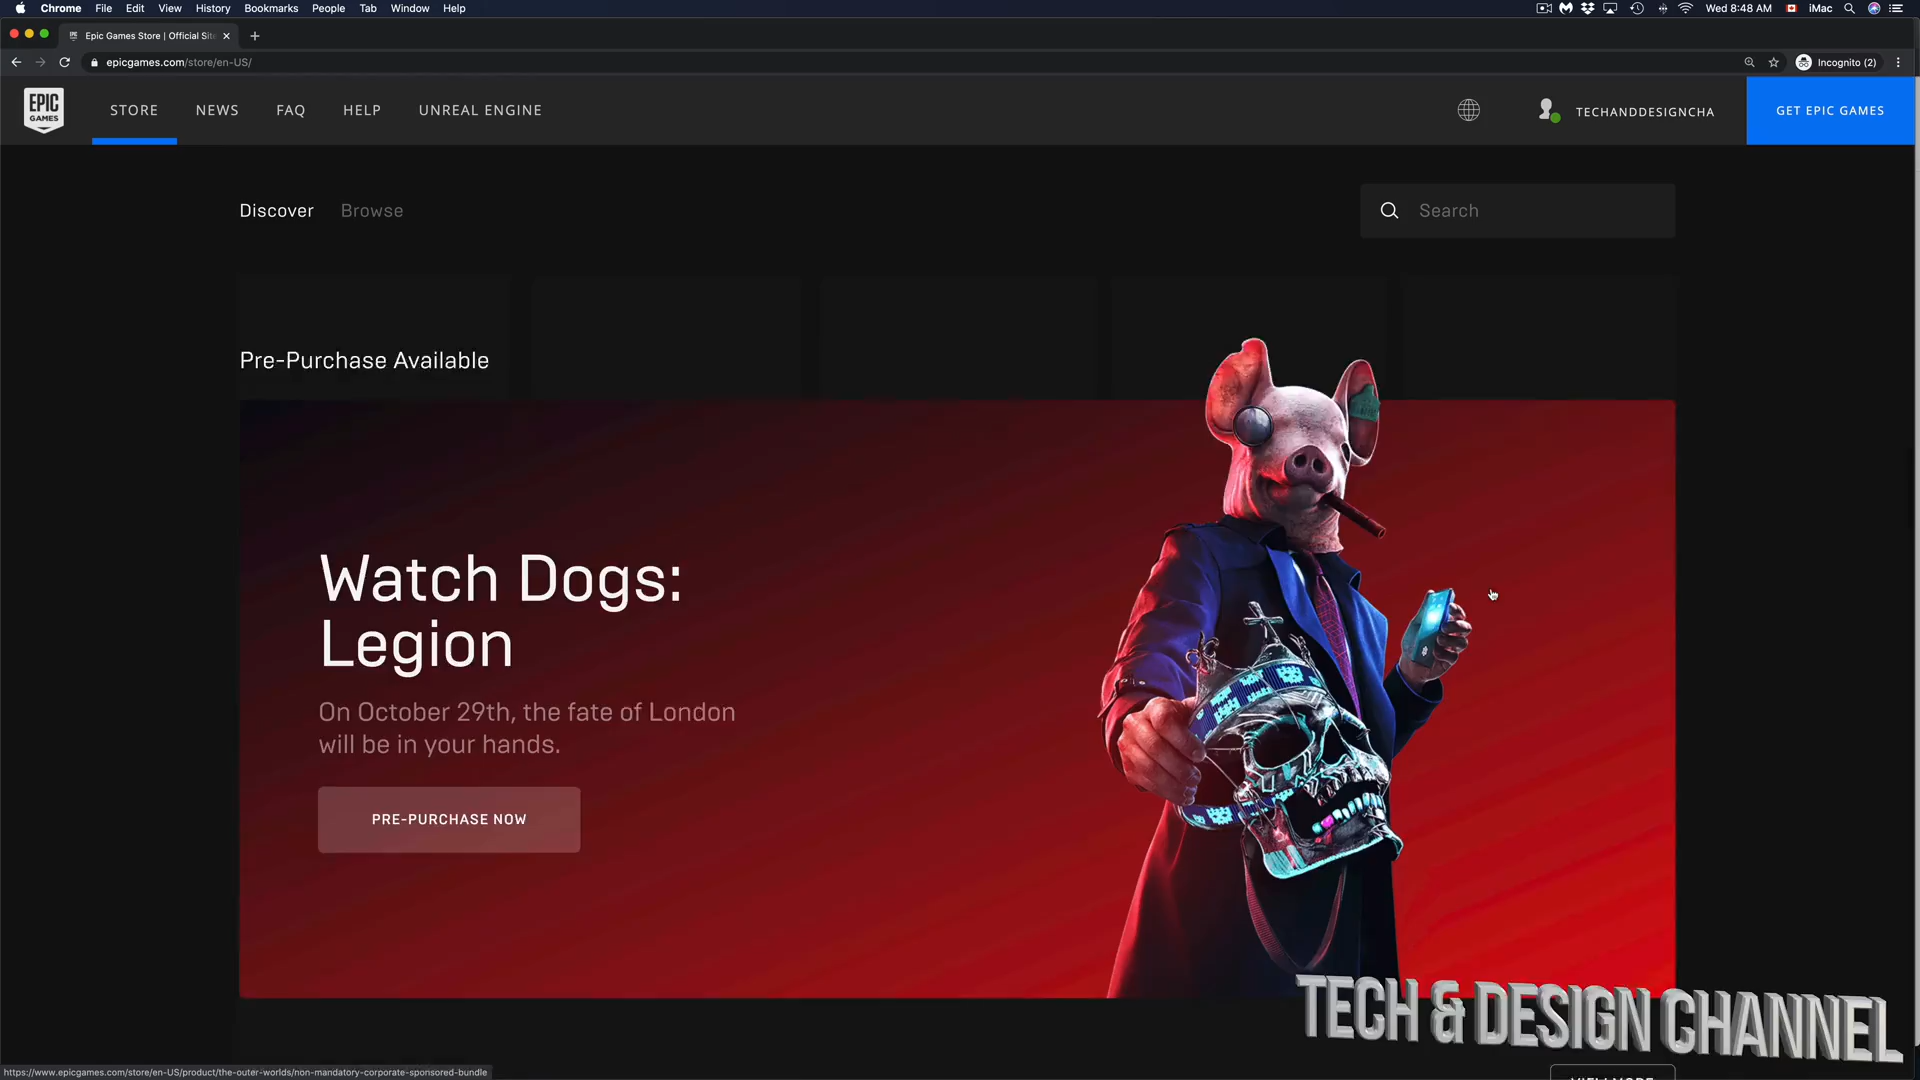 Chrome File Edit View History Bookmarks People Tab Window Help
Wed 8:48 AM iMac
Epic Games Store | Official Sit
epicgames.com/store/en-US/
Incognito (2)
EPIC
GAMES
STORE NEWS FAQ HELP UNREAL ENGINE
TECHANDDESIGNCHA
GET EPIC GAMES
Discover Browse
Search
Pre-Purchase Available
Watch Dogs:
Legion
On October 29th, the fate of London
will be in your hands.
PRE-PURCHASE NOW
TECH & DESIGN CHANNEL
https://www.epicgames.com/store/en-US/product/the-outer-worlds/non-mandatory-corporate-sponsored-bundle
VIEW MORE